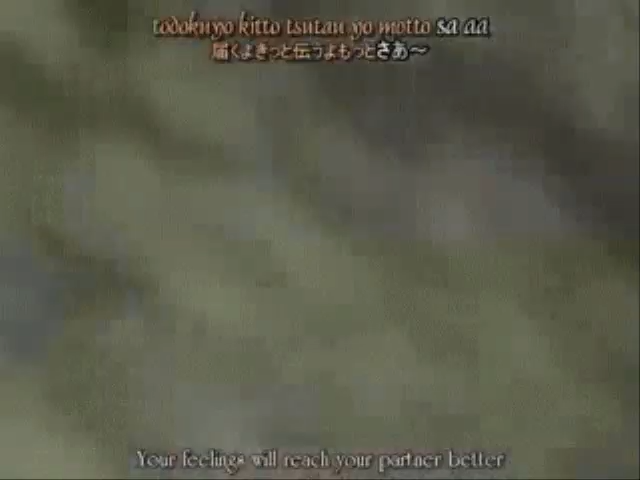 todokuyo kitto tsutau yo motto sa aa
届くよきっと伝うよもっとさあ～
Your feelings will reach your partner better